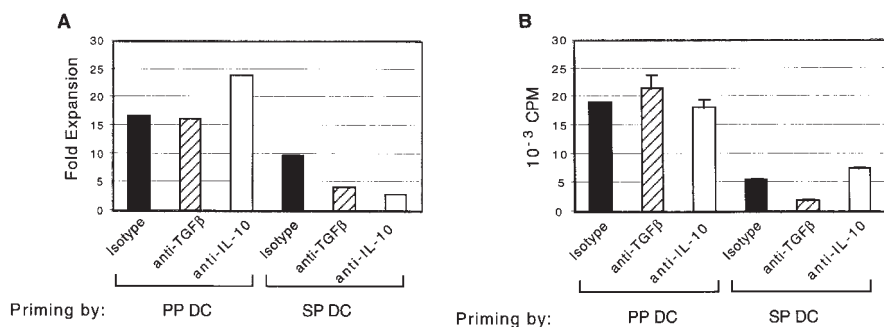 A
30
25
20
15
10
5
0
Fold Expansion
Isotype
anti-TGFβ
anti-IL-10
Isotype
anti-TGFβ
anti-IL-10
Priming by:
PP DC
SP DC
B
30
25
20
15
10
5
0
10⁻³ CPM
Isotype
anti-TGFβ
anti-IL-10
Isotype
anti-TGFβ
anti-IL-10
Priming by:
PP DC
SP DC